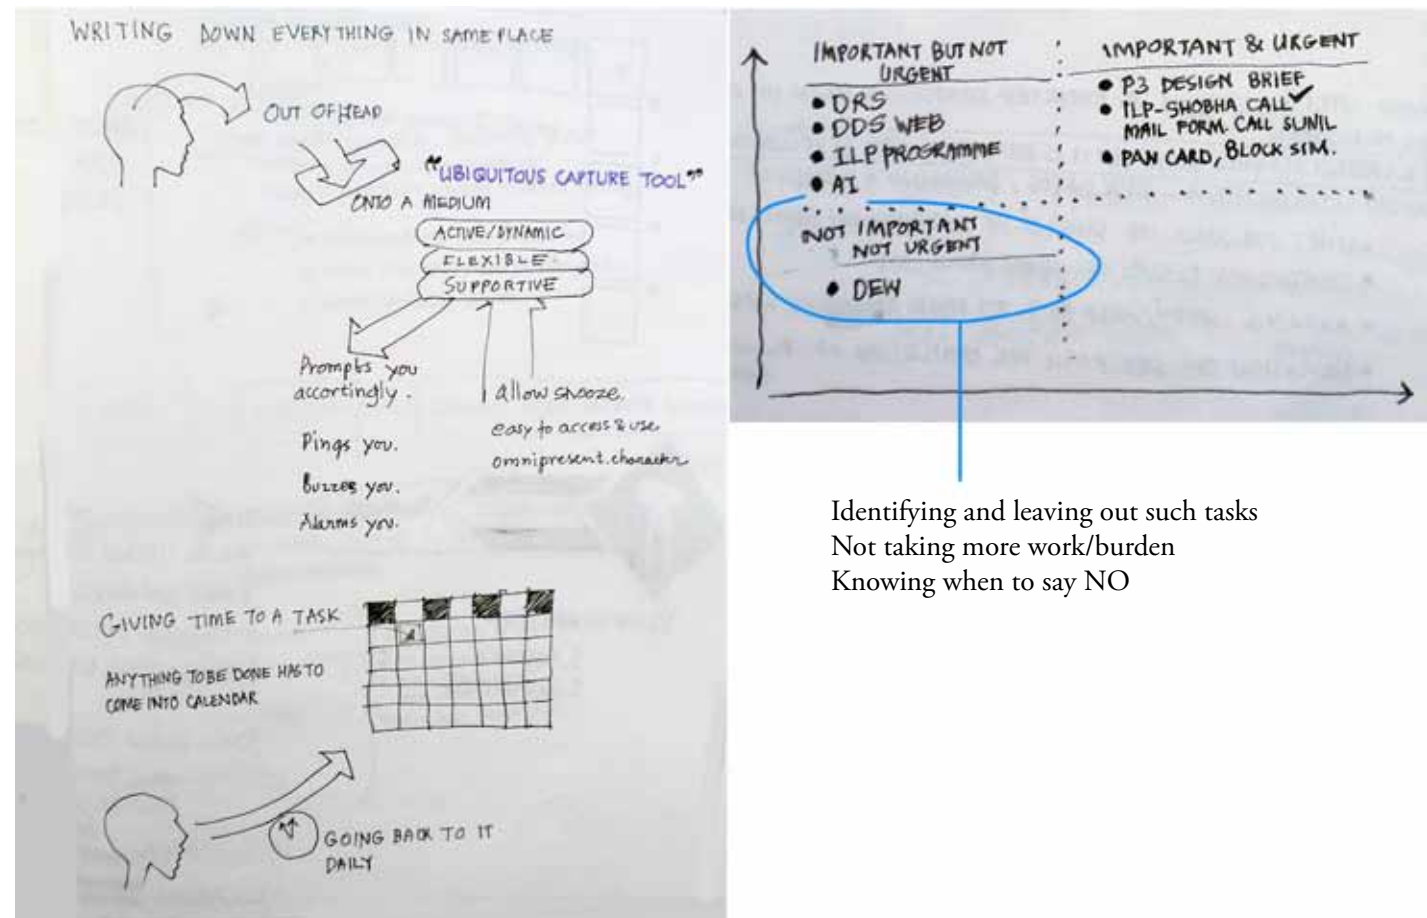 WRITING DOWN EVERYTHING IN SAME PLACE
OUT OF HEAD
"UBIQUITOUS CAPTURE TOOL"
ONTO A MEDIUM
ACTIVE/DYNAMIC
FLEXIBLE
SUPPORTIVE
Prompts you
accortingly.
Pings you.
Buzzes you.
Alarms you.
allow snooze.
easy to access & use
omnipresent.character
GIVING TIME TO A TASK
ANYTHING TO BE DONE HAS TO
COME INTO CALENDAR
GOING BACK TO IT
DAILY
IMPORTANT BUT NOT
URGENT
• DRS
• DDS WEB
• ILP PROGRAMME
• AI
IMPORTANT & URGENT
• P3 DESIGN BRIEF
• ILP-SHOBHA CALL ✓
MAIL FORM. CALL SUNIL
• PAN CARD, BLOCK SIM.
NOT IMPORTANT
NOT URGENT
• DEW
Identifying and leaving out such tasks
Not taking more work/burden
Knowing when to say NO